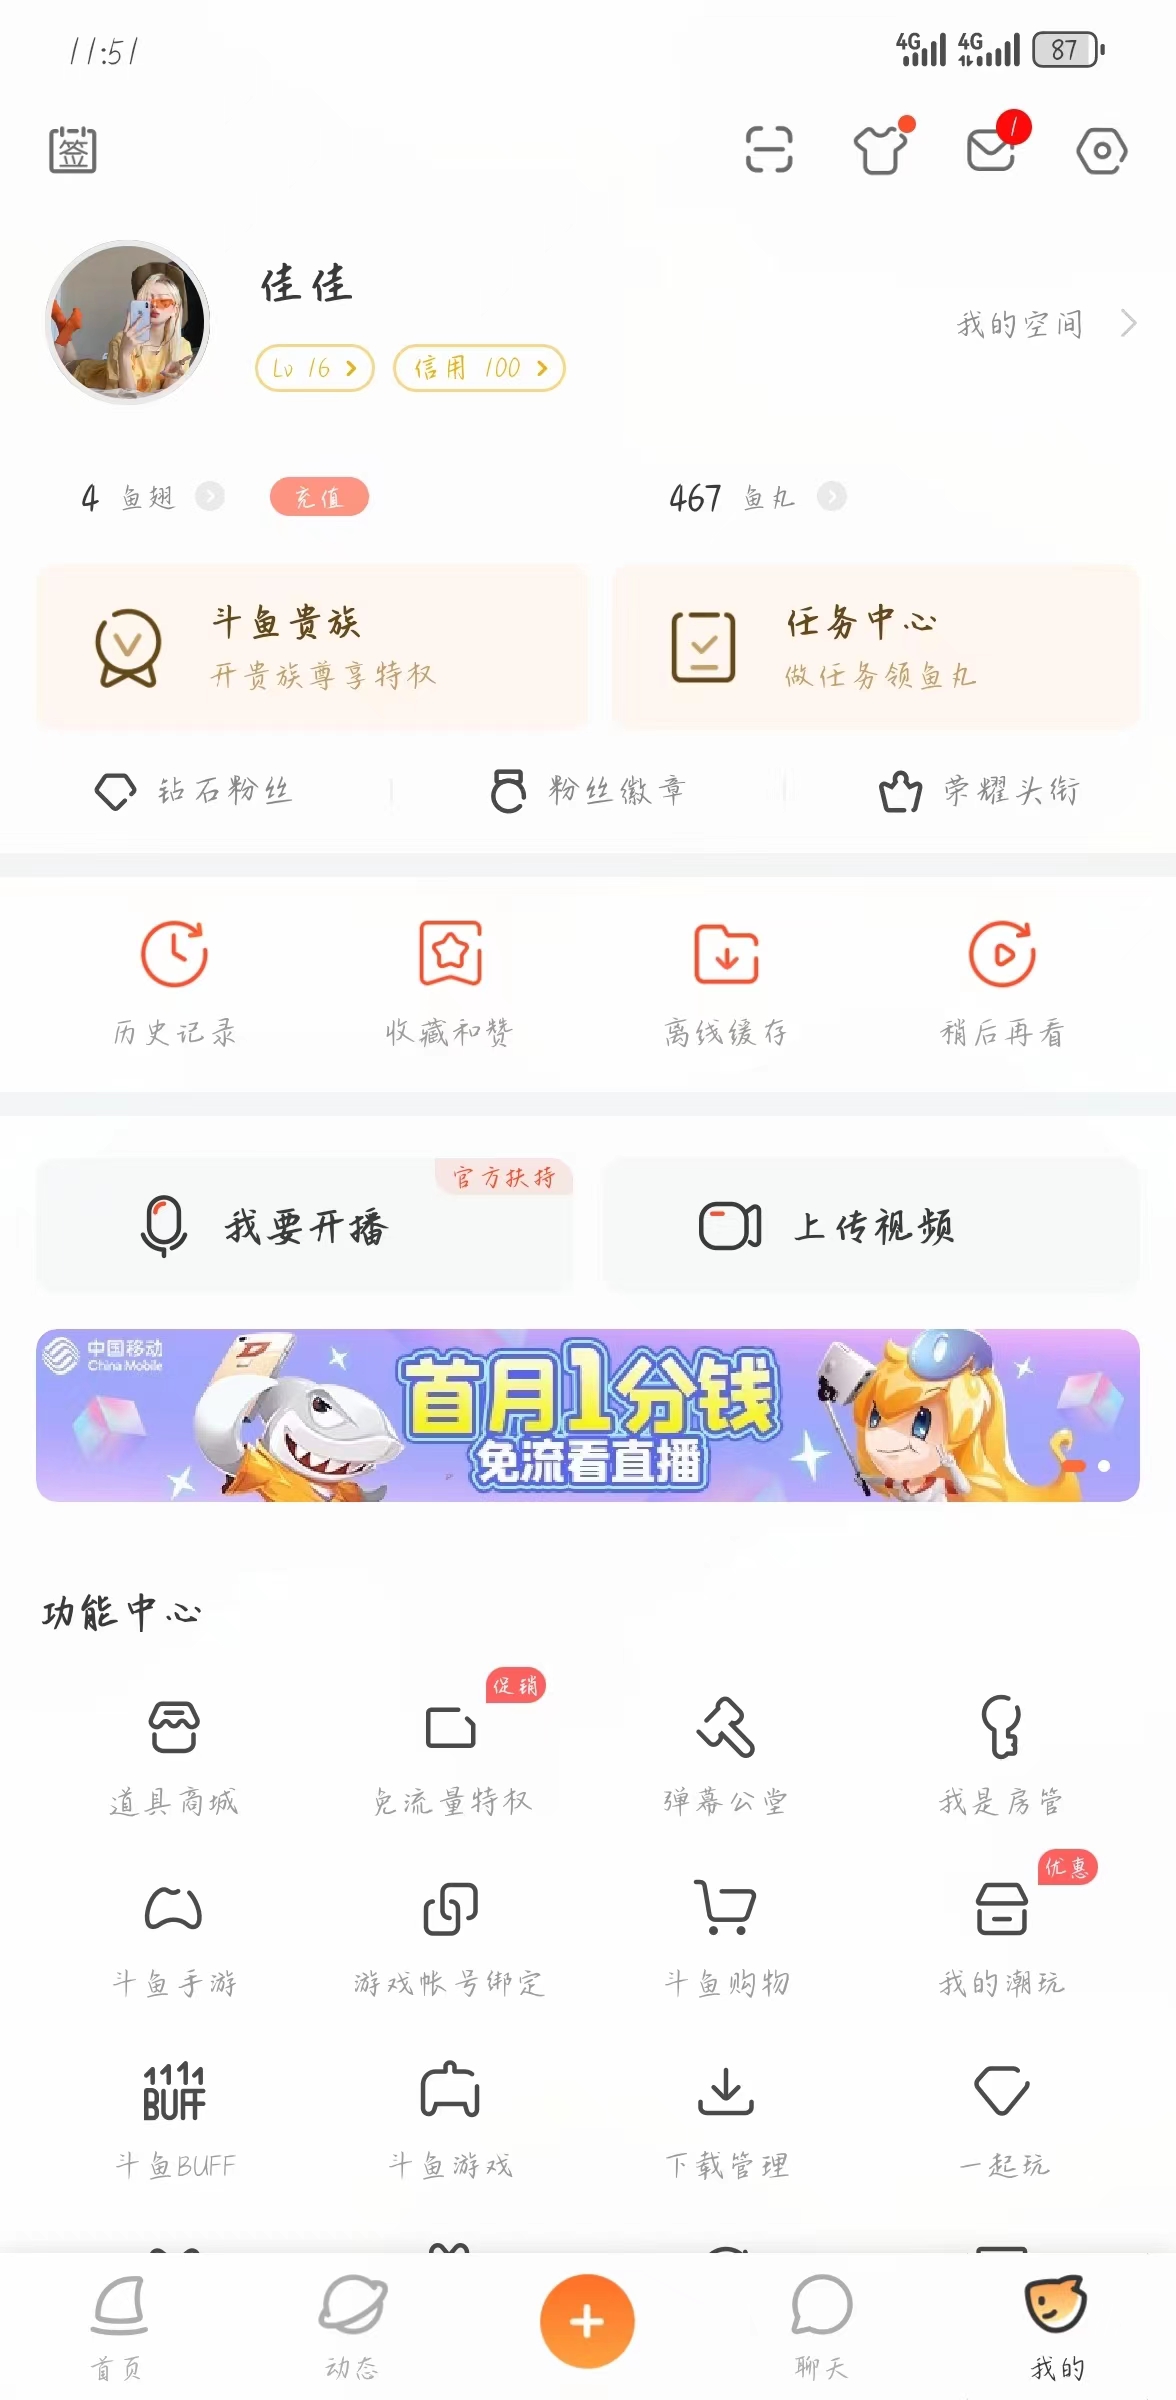 11:51
4G 4G 87
签
1
佳佳
Lv 16 信用 100
我的空间
4 鱼翅 充值 467 鱼丸
斗鱼贵族
开贵族尊享特权
任务中心
做任务领鱼丸
钻石粉丝 粉丝徽章 荣耀头衔
历史记录 收藏和赞 离线缓存 稍后再看
官方扶持
我要开播 上传视频
中国移动
China Mobile
首月1分钱
免流看直播
功能中心
促销
道具商城 免流量特权 弹幕公堂 我是房管
优惠
斗鱼手游 游戏帐号绑定 斗鱼购物 我的潮玩
1111
BUFF
斗鱼BUFF 斗鱼游戏 下载管理 一起玩
首页 动态 聊天 我的